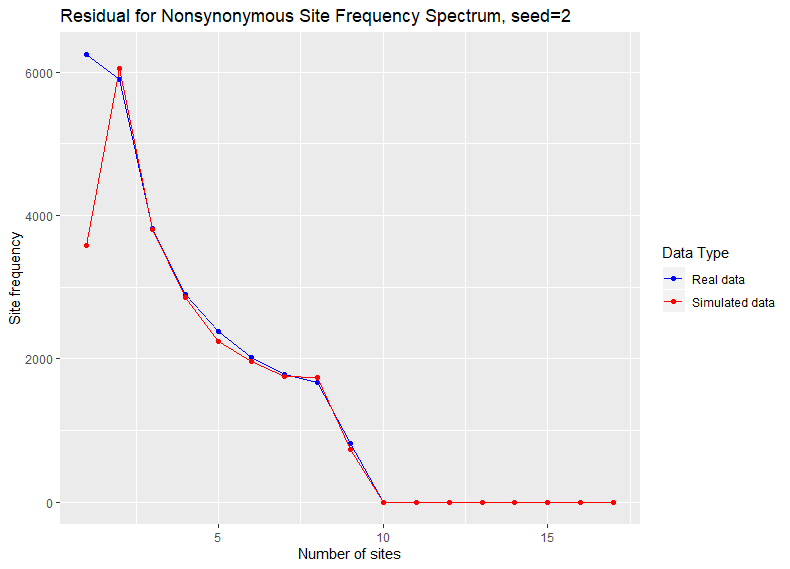 Residual for Nonsynonymous Site Frequency Spectrum, seed=2
6000
4000
2000
0
Site frequency
5
10
15
Number of sites
Data Type
Real data
Simulated data